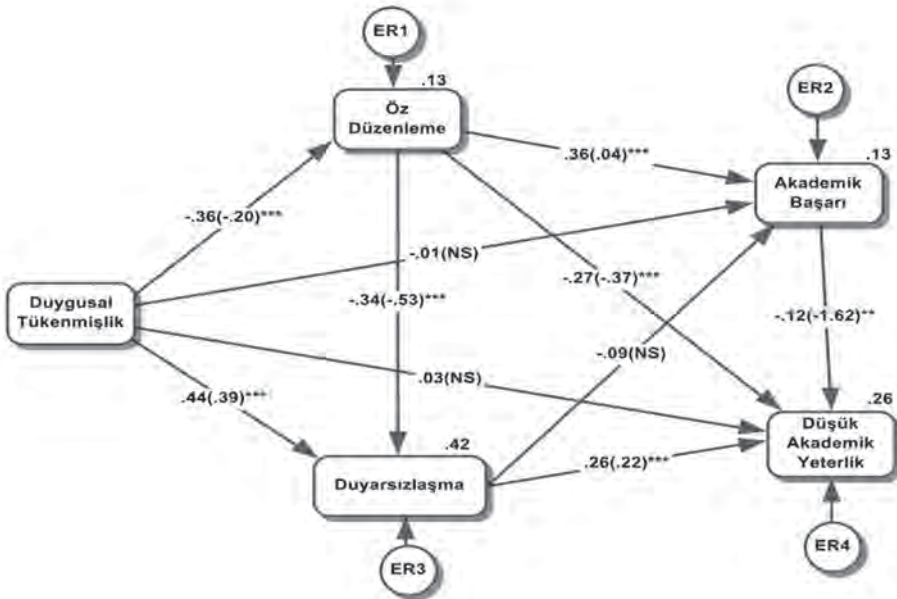 ER1
.13
Öz
Düzenleme
ER2
.13
Akademik
Başarı
.36(.04)***
-.36(-.20)***
-.01(NS)
-.27(-.37)***
Duygusal
Tükenmişlik
-.34(-.53)***
-.12(-1.62)**
-.09(NS)
.03(NS)
.44(.39)***
.26
Düşük
Akademik
Yeterlik
.42
Duyarsızlaşma
.26(.22)***
ER3
ER4